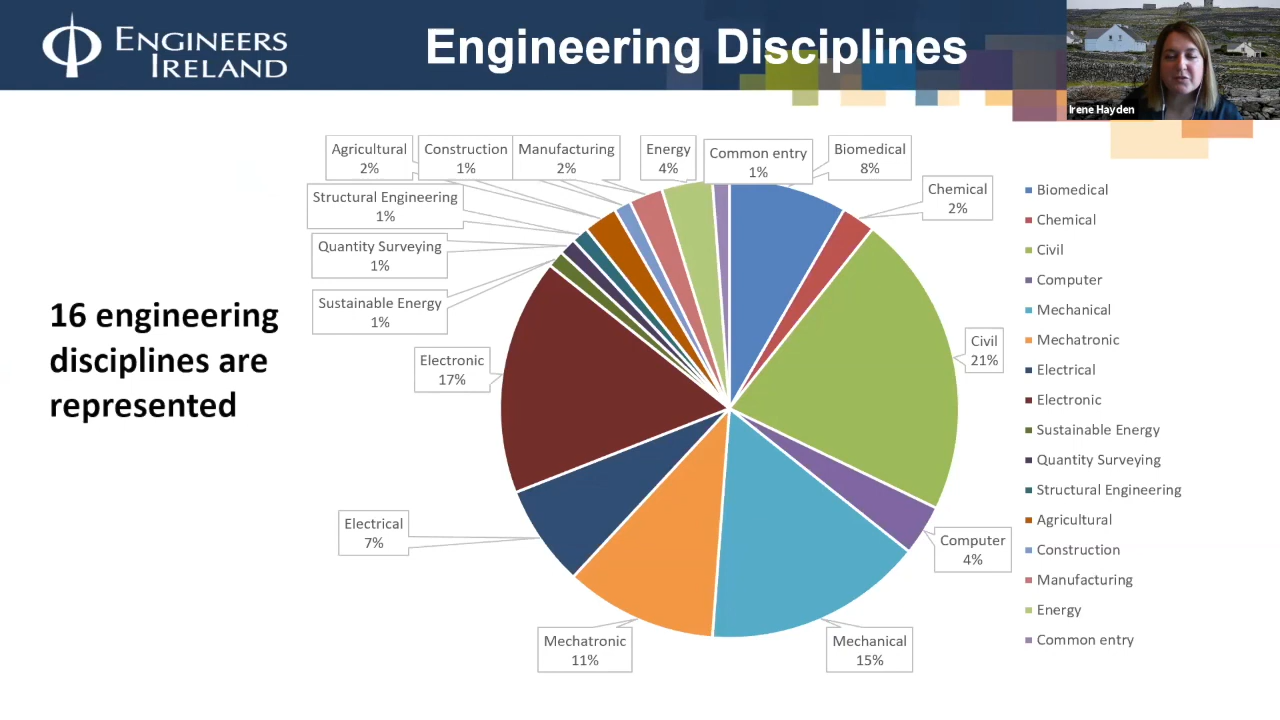 ENGINEERS
IRELAND
Engineering Disciplines
Irene Hayden
16 engineering
disciplines are
represented
Agricultural
2%
Construction
1%
Manufacturing
2%
Energy
4%
Common entry
1%
Biomedical
8%
Chemical
2%
Structural Engineering
1%
Quantity Surveying
1%
Sustainable Energy
1%
Electronic
17%
Civil
21%
Electrical
7%
Computer
4%
Mechatronic
11%
Mechanical
15%
Biomedical
Chemical
Civil
Computer
Mechanical
Mechatronic
Electrical
Electronic
Sustainable Energy
Quantity Surveying
Structural Engineering
Agricultural
Construction
Manufacturing
Energy
Common entry